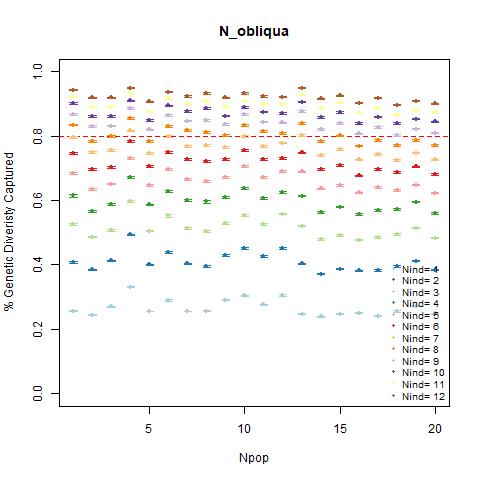 N_obliqua
% Genetic Diveristy Captured
1.0
0.8
0.6
0.4
0.2
0.0
5
10
15
20
Npop
Nind= 1
Nind= 2
Nind= 3
Nind= 4
Nind= 5
Nind= 6
Nind= 7
Nind= 8
Nind= 9
Nind= 10
Nind= 11
Nind= 12